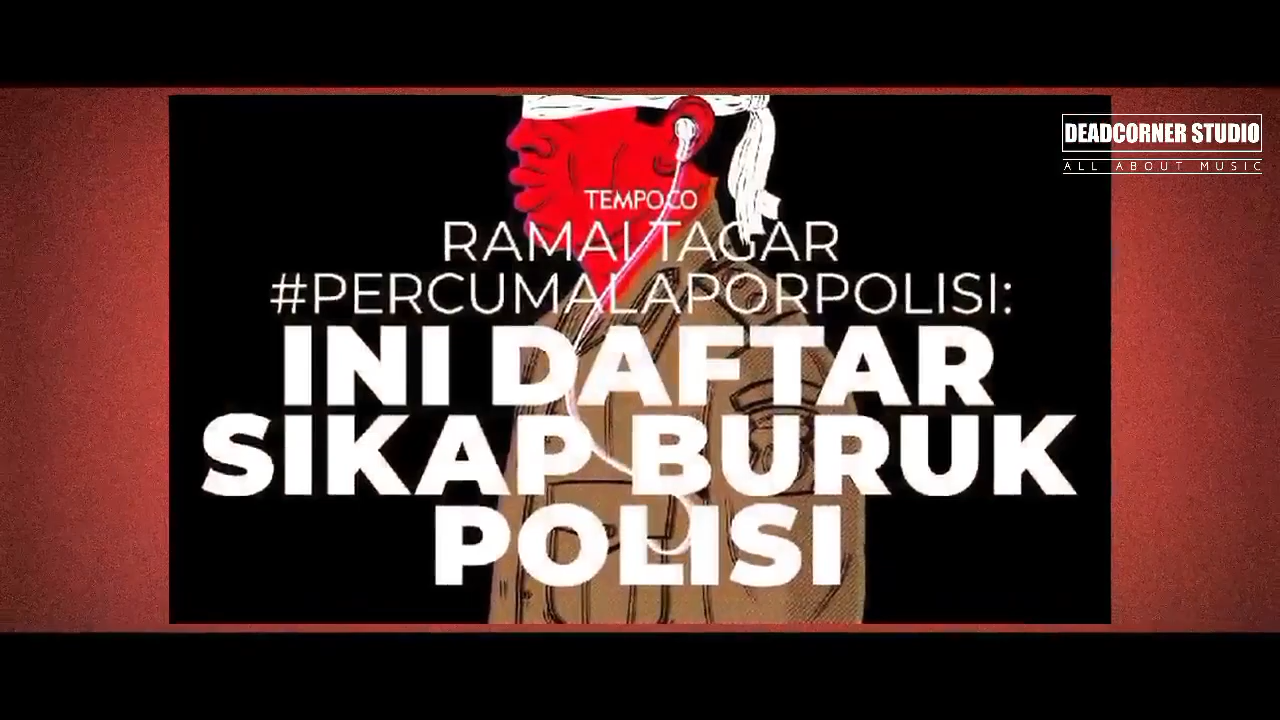 DEADCORNER STUDIO
ALL ABOUT MUSIC
TEMPO.CO
RAMAI TAGAR
#PERCUMALAPORPOLISI:
INI DAFTAR
SIKAP BURUK
POLISI